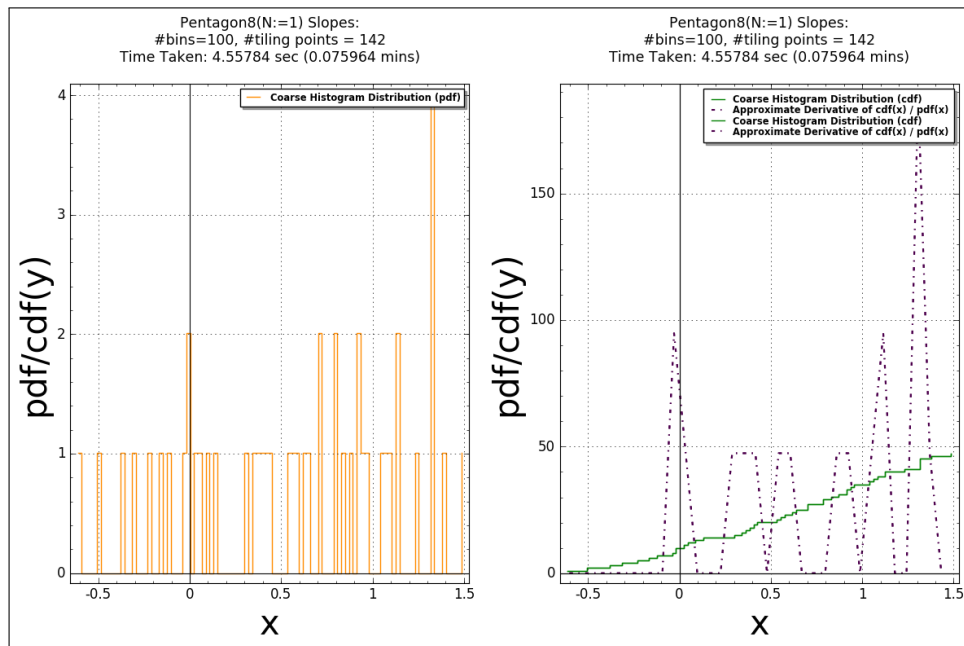 Pentagon8(N:=1) Slopes:
#bins=100, #tiling points = 142
Time Taken: 4.55784 sec (0.075964 mins)
Coarse Histogram Distribution (pdf)
4
3
2
1
0
pdf/cdf(y)
-0.5
0
0.5
1
1.5
x
Pentagon8(N:=1) Slopes:
#bins=100, #tiling points = 142
Time Taken: 4.55784 sec (0.075964 mins)
Coarse Histogram Distribution (cdf)
Approximate Derivative of cdf(x) / pdf(x)
Coarse Histogram Distribution (cdf)
Approximate Derivative of cdf(x) / pdf(x)
150
100
50
0
pdf/cdf(y)
-0.5
0
0.5
1
1.5
x